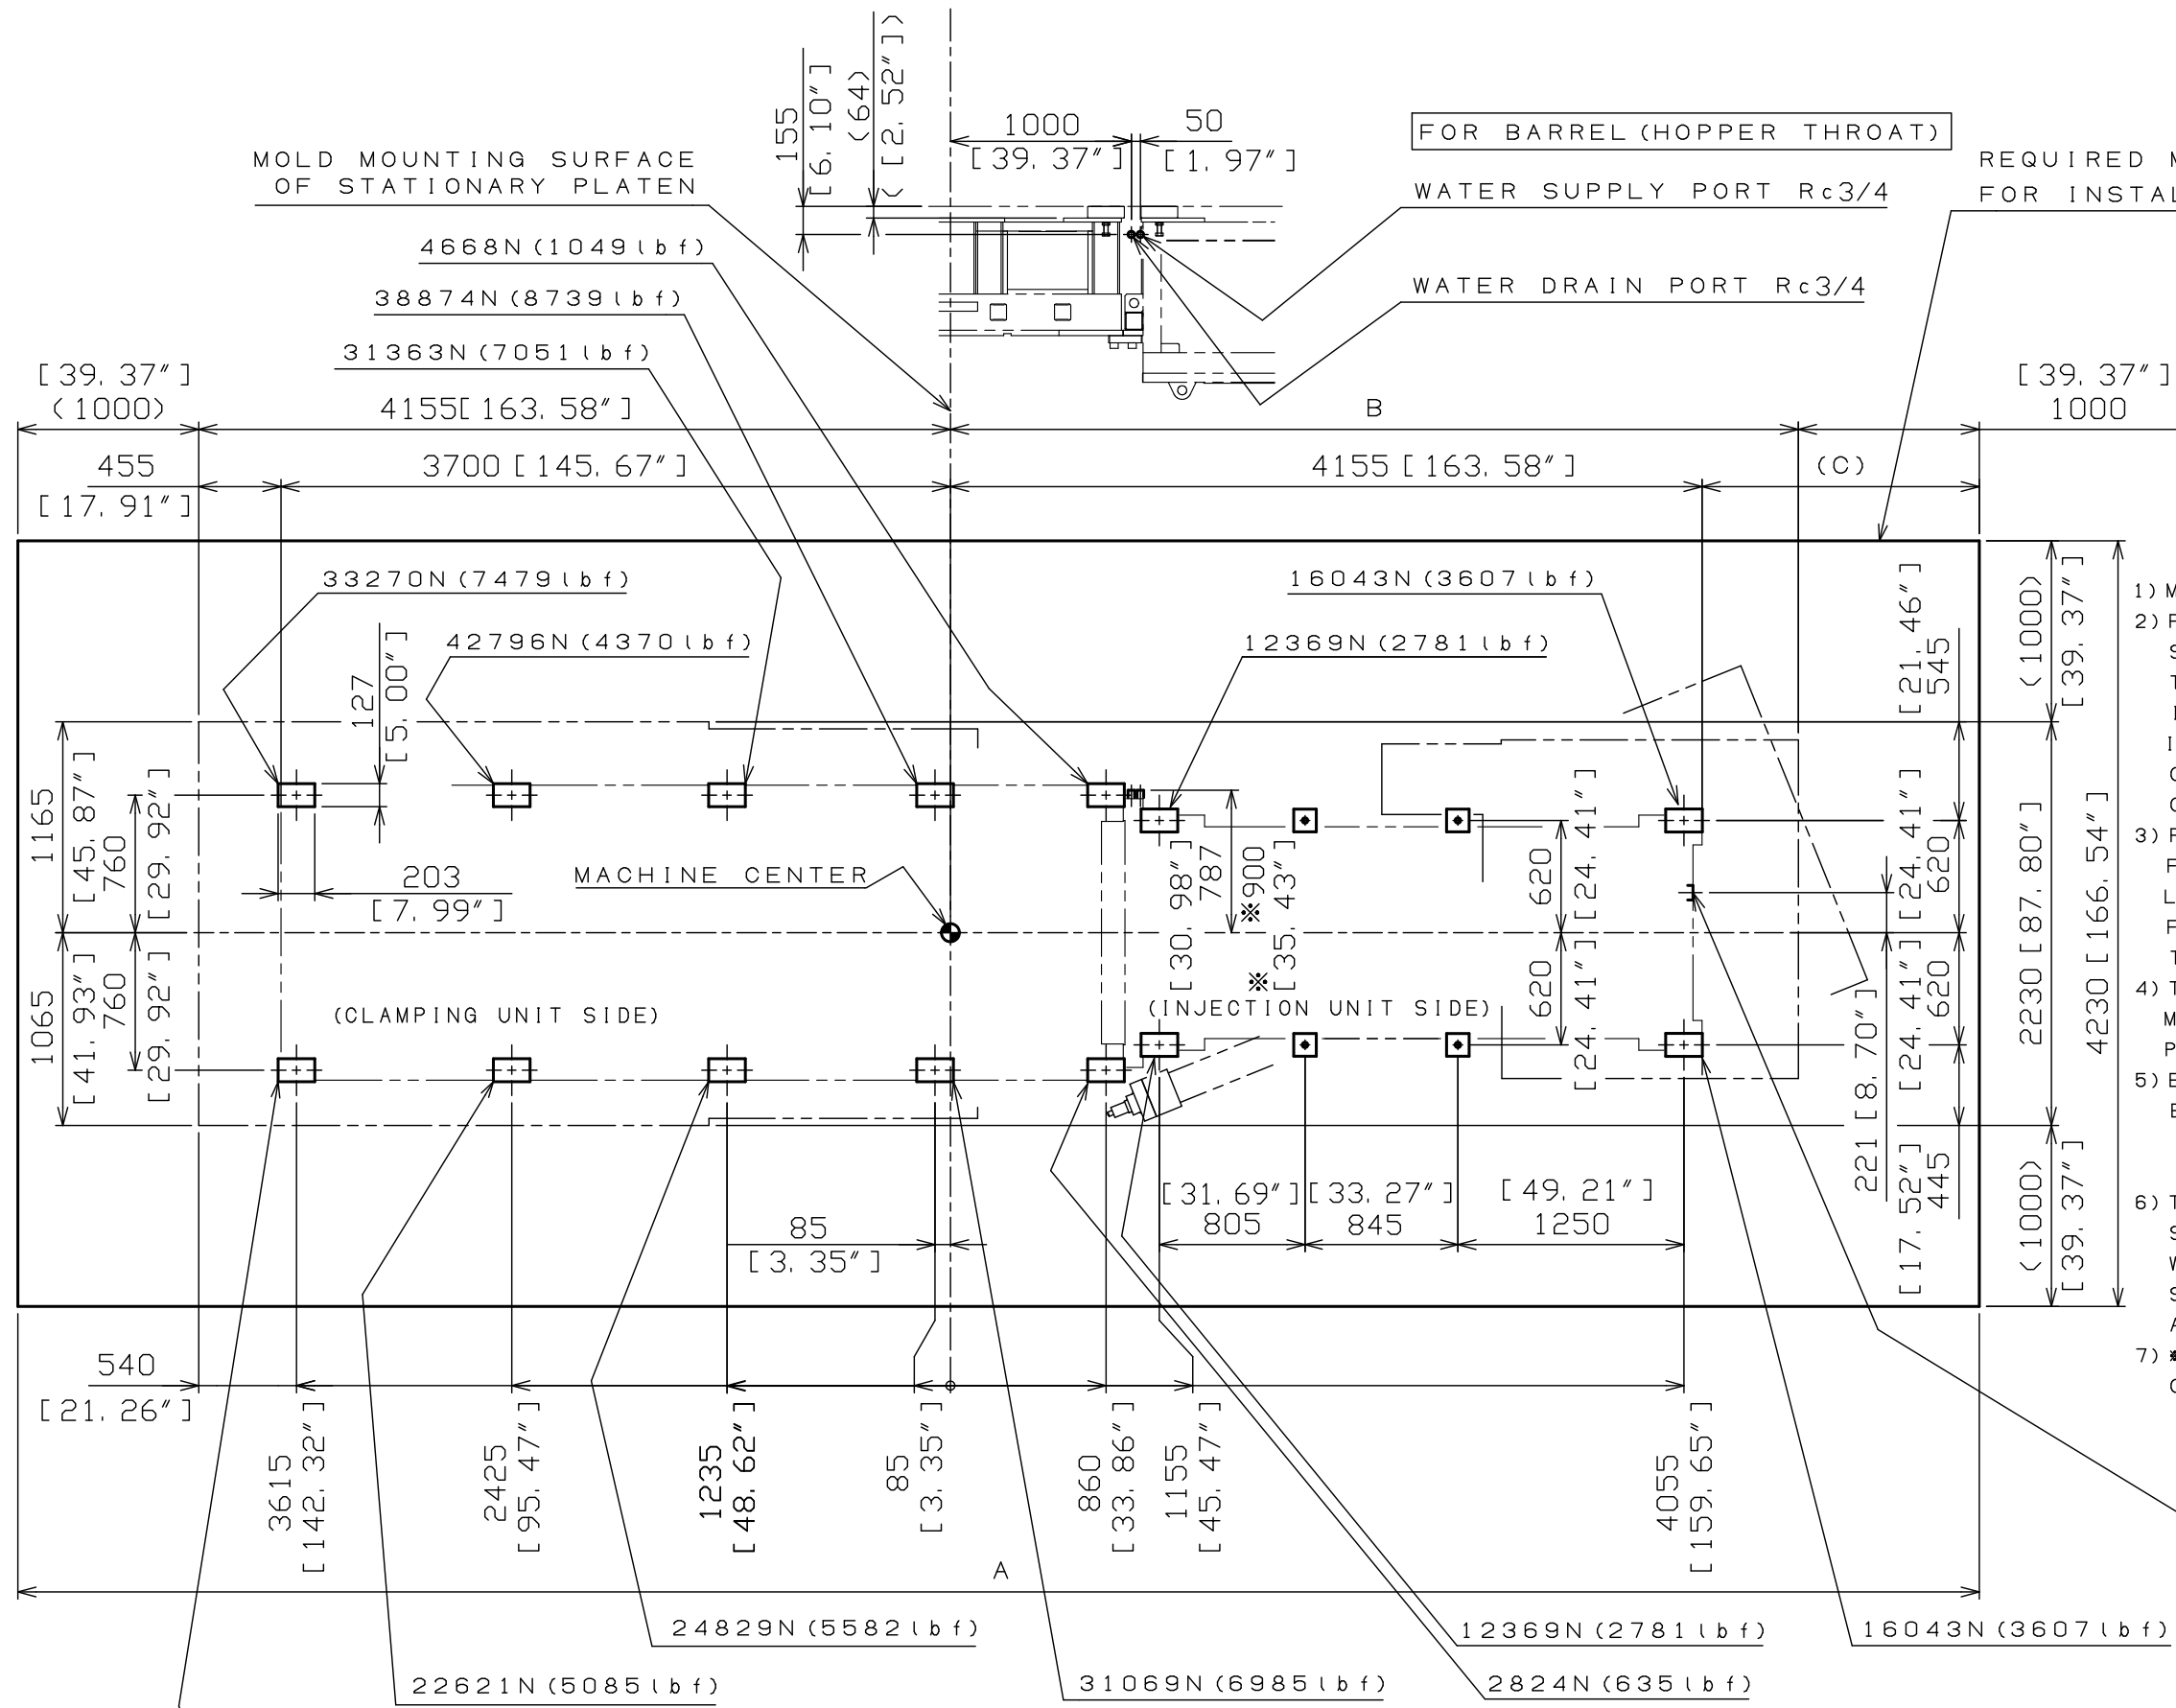 155
[6. 10″]
(64)
([2. 52″])
1000
[39. 37″]
50
[1. 97″]
FOR BARREL (HOPPER THROAT)
WATER SUPPLY PORT Rc3/4
WATER DRAIN PORT Rc3/4
MOLD MOUNTING SURFACE
OF STATIONARY PLATEN
REQUIRED M
FOR INSTAL
4668N (1049lbf)
38874N (8739lbf)
31363N (7051lbf)
[39. 37″]
(1000)
4155[163. 58″]
B
[39. 37″]
1000
455
[17. 91″]
3700 [145. 67″]
4155 [163. 58″]
(C)
33270N (7479lbf)
42796N (4370lbf)
16043N (3607lbf)
12369N (2781lbf)
127
[5. 00″]
203
[7. 99″]
MACHINE CENTER
1165
[45. 87″]
760
[29. 92″]
1065
[41. 93″]
760
[29. 92″]
(CLAMPING UNIT SIDE)
(INJECTION UNIT SIDE)
[30. 98″]
787
※900
※[35. 43″]
620
[24. 41″]
620
[24. 41″]
[21. 46″]
545
[24. 41″]
620
[24. 41″]
620
[17. 52″]
445
221 [8. 70″]
(1000)
[39. 37″]
2230 [87. 80″]
4230 [166. 54″]
(1000)
[39. 37″]
1) M
2) F
S
T
I
I
C
C
3) F
F
L
F
T
4) T
M
P
5) E
E
6) T
S
W
S
A
7) ※
C
85
[3. 35″]
[31. 69″]
805
[33. 27″]
845
[49. 21″]
1250
540
[21. 26″]
3615
[142. 32″]
2425
[95. 47″]
1235
[48. 62″]
85
[3. 35″]
860
[33. 86″]
1155
[45. 47″]
4055
[159. 65″]
A
24829N (5582lbf)
12369N (2781lbf)
16043N (3607lbf)
22621N (5085lbf)
31069N (6985lbf)
2824N (635lbf)